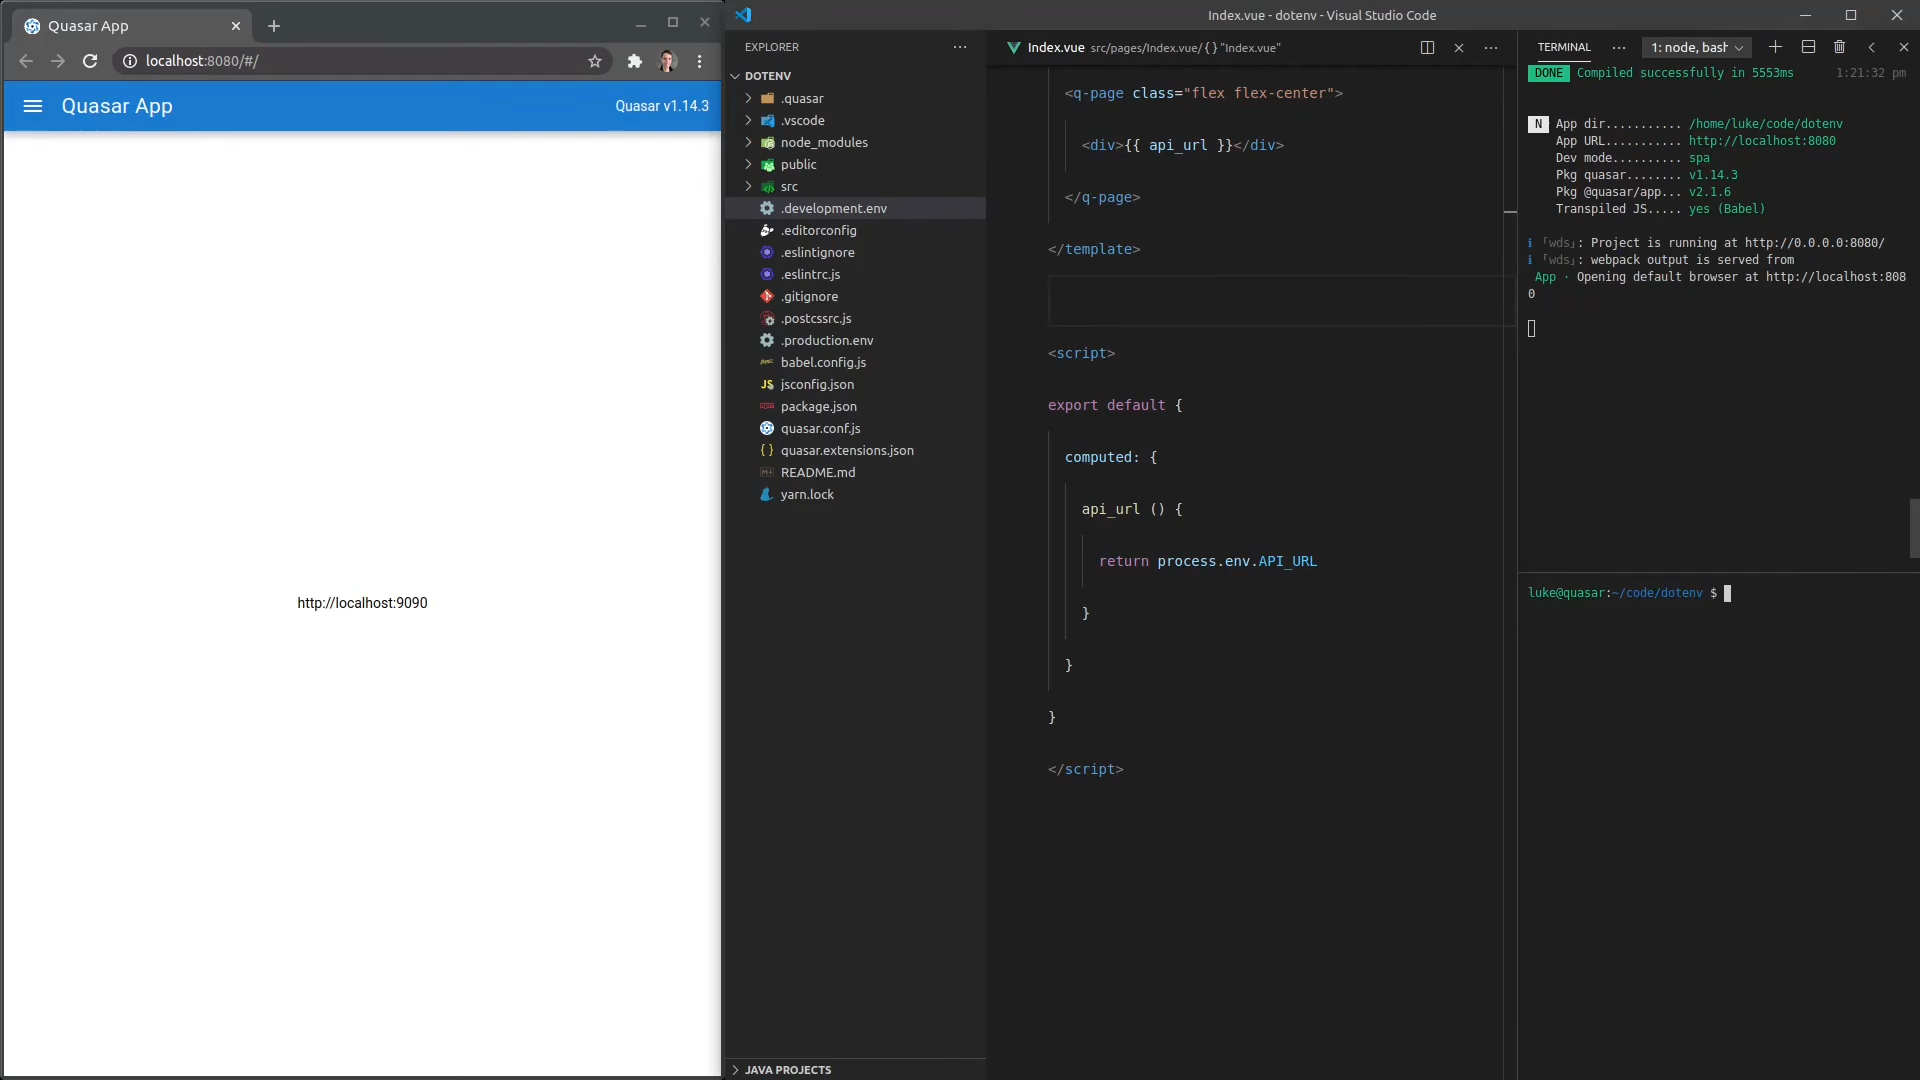 Quasar App
localhost:8080/#/
Quasar App
Quasar v1.14.3
http://localhost:9090
Index.vue - dotenv - Visual Studio Code
EXPLORER
DOTENV
.quasar
.vscode
node_modules
public
src
.development.env
.editorconfig
.eslintignore
.eslintrc.js
.gitignore
.postcssrc.js
.production.env
babel.config.js
jsconfig.json
package.json
quasar.conf.js
quasar.extensions.json
README.md
yarn.lock
JAVA PROJECTS
Index.vue src/pages/Index.vue/ { } "Index.vue"
<q-page class="flex flex-center">
<div>{{ api_url }}</div>
</q-page>
</template>
<script>
export default {
computed: {
api_url () {
return process.env.API_URL
}
}
}
</script>
TERMINAL
1: node, bash
DONE Compiled successfully in 5553ms 1:21:32 pm
N App dir........... /home/luke/code/dotenv
App URL........... http://localhost:8080
Dev mode.......... spa
Pkg quasar........ v1.14.3
Pkg @quasar/app... v2.1.6
Transpiled JS..... yes (Babel)
ℹ ｢wds｣: Project is running at http://0.0.0.0:8080/
ℹ ｢wds｣: webpack output is served from
App · Opening default browser at http://localhost:808
0
luke@quasar:~/code/dotenv $